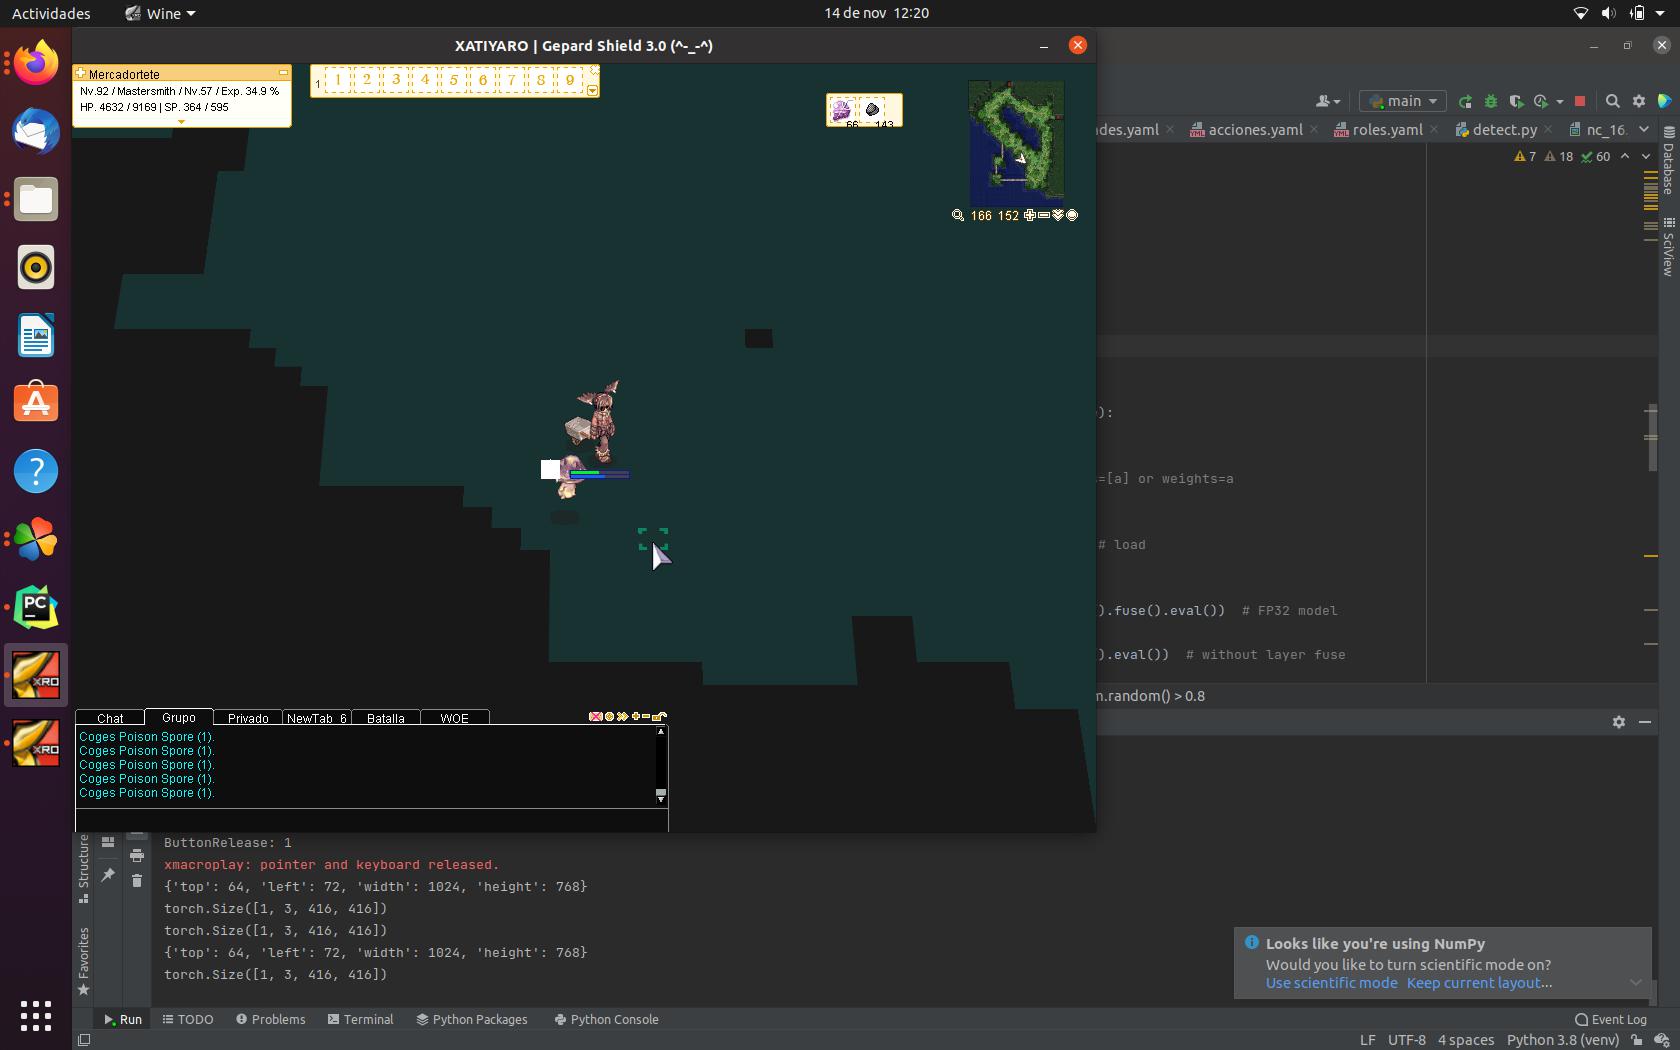 Actividades
Wine
14 de nov 12:20
XATIYARO | Gepard Shield 3.0 (^-_-^)
Mercadortete
Nv.92 / Mastersmith / Nv.57 / Exp. 34.9 %
HP. 4632 / 9169 | SP. 364 / 595
1 1 2 3 4 5 6 7 8 9
66 143
166 152
main
des.yaml
acciones.yaml
roles.yaml
detect.py
nc_16.
7 18 60
Database
SciView
):
=[a] or weights=a
# load
).fuse().eval()) # FP32 model
).eval()) # without layer fuse
m.random() > 0.8
Chat
Grupo
Privado
NewTab 6
Batalla
WOE
Coges Poison Spore (1).
Coges Poison Spore (1).
Coges Poison Spore (1).
Coges Poison Spore (1).
Coges Poison Spore (1).
PC
XRO
XRO
Structure
Favorites
ButtonRelease: 1
xmacroplay: pointer and keyboard released.
{'top': 64, 'left': 72, 'width': 1024, 'height': 768}
torch.Size([1, 3, 416, 416])
torch.Size([1, 3, 416, 416])
{'top': 64, 'left': 72, 'width': 1024, 'height': 768}
torch.Size([1, 3, 416, 416])
Looks like you're using NumPy
Would you like to turn scientific mode on?
Use scientific mode Keep current layout...
Run
TODO
Problems
Terminal
Python Packages
Python Console
Event Log
LF UTF-8 4 spaces Python 3.8 (venv)